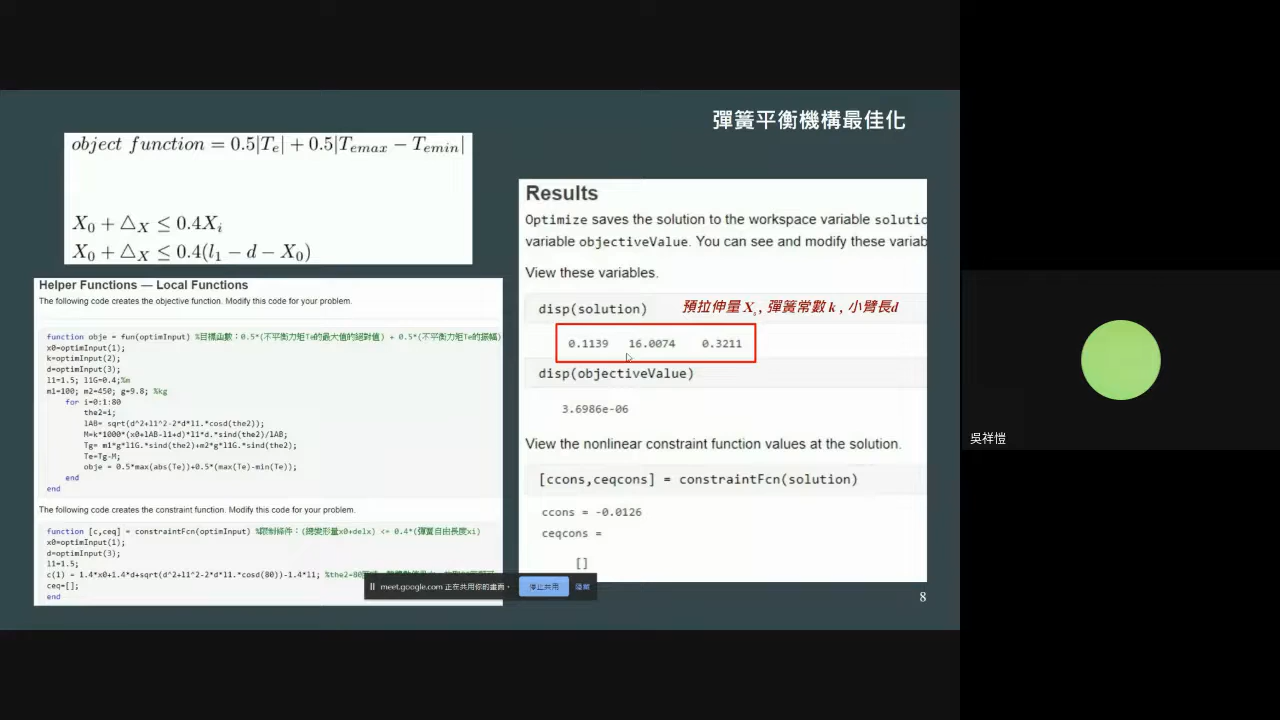 彈簧平衡機構最佳化
object function = 0.5|T_e| + 0.5|T_emax − T_emin|
X_0 + △_X ≤ 0.4X_i
X_0 + △_X ≤ 0.4(l_1 − d − X_0)
Helper Functions — Local Functions
The following code creates the objective function. Modify this code for your problem.
function obje = fun(optimInput) %目標函數：0.5*(不平衡力矩Te的最大值的絕對值) + 0.5*(不平衡力矩Te的振幅)
x0=optimInput(1);
k=optimInput(2);
d=optimInput(3);
l1=1.5; l1G=0.4;%m
m1=100; m2=450; g=9.8; %kg
for i=0:1:80
the2=i;
lAB= sqrt(d^2+l1^2-2*d*l1.*cosd(the2));
M=k*1000*(x0+lAB-l1+d)*l1*d.*sind(the2)/lAB;
Tg= m1*g*l1G.*sind(the2)+m2*g*l1G.*sind(the2);
Te=Tg-M;
obje = 0.5*max(abs(Te))+0.5*(max(Te)-min(Te));
end
end
The following code creates the constraint function. Modify this code for your problem.
function [c,ceq] = constraintFcn(optimInput) %限制條件：(總變形量x0+delx) <= 0.4*(彈簧自由長度xi)
x0=optimInput(1);
d=optimInput(3);
l1=1.5;
c(1) = 1.4*x0+1.4*d+sqrt(d^2+l1^2-2*d*l1.*cosd(80))-1.4*l1; %the2=80
ceq=[];
end
Results
Optimize saves the solution to the workspace variable solutio
variable objectiveValue. You can see and modify these variab
View these variables.
disp(solution)
預拉伸量 X_0 , 彈簧常數 k , 小臂長d
0.1139 16.0074 0.3211
disp(objectiveValue)
3.6986e-06
View the nonlinear constraint function values at the solution.
[ccons,ceqcons] = constraintFcn(solution)
ccons = -0.0126
ceqcons =
[]
meet.google.com 正在共用你的畫面。
停止共用
隱藏
8
吳祥愷